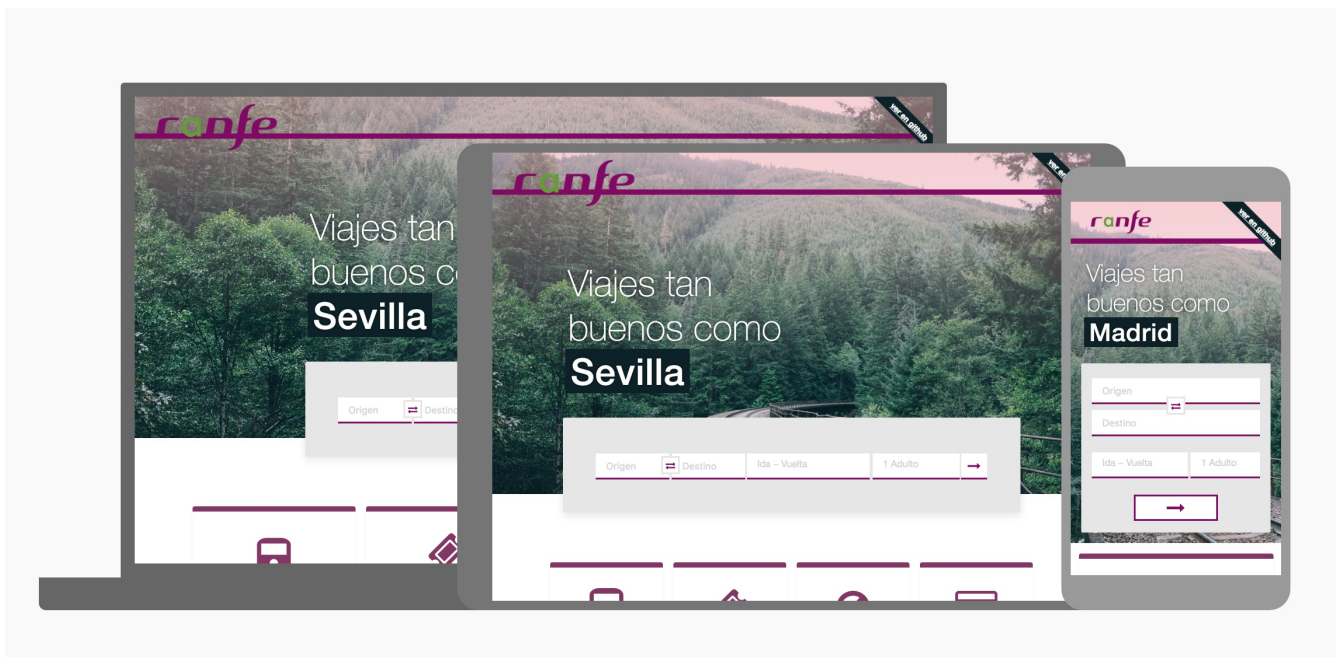 ranfe
ver en github
Viajes tan
buenos c
Sevilla
Origen
Destino
ranfe
ver en
Viajes tan
buenos como
Sevilla
Origen
Destino
Ida – Vuelta
1 Adulto
ranfe
ver en github
Viajes tan
buenos como
Madrid
Origen
Destino
Ida – Vuelta
1 Adulto